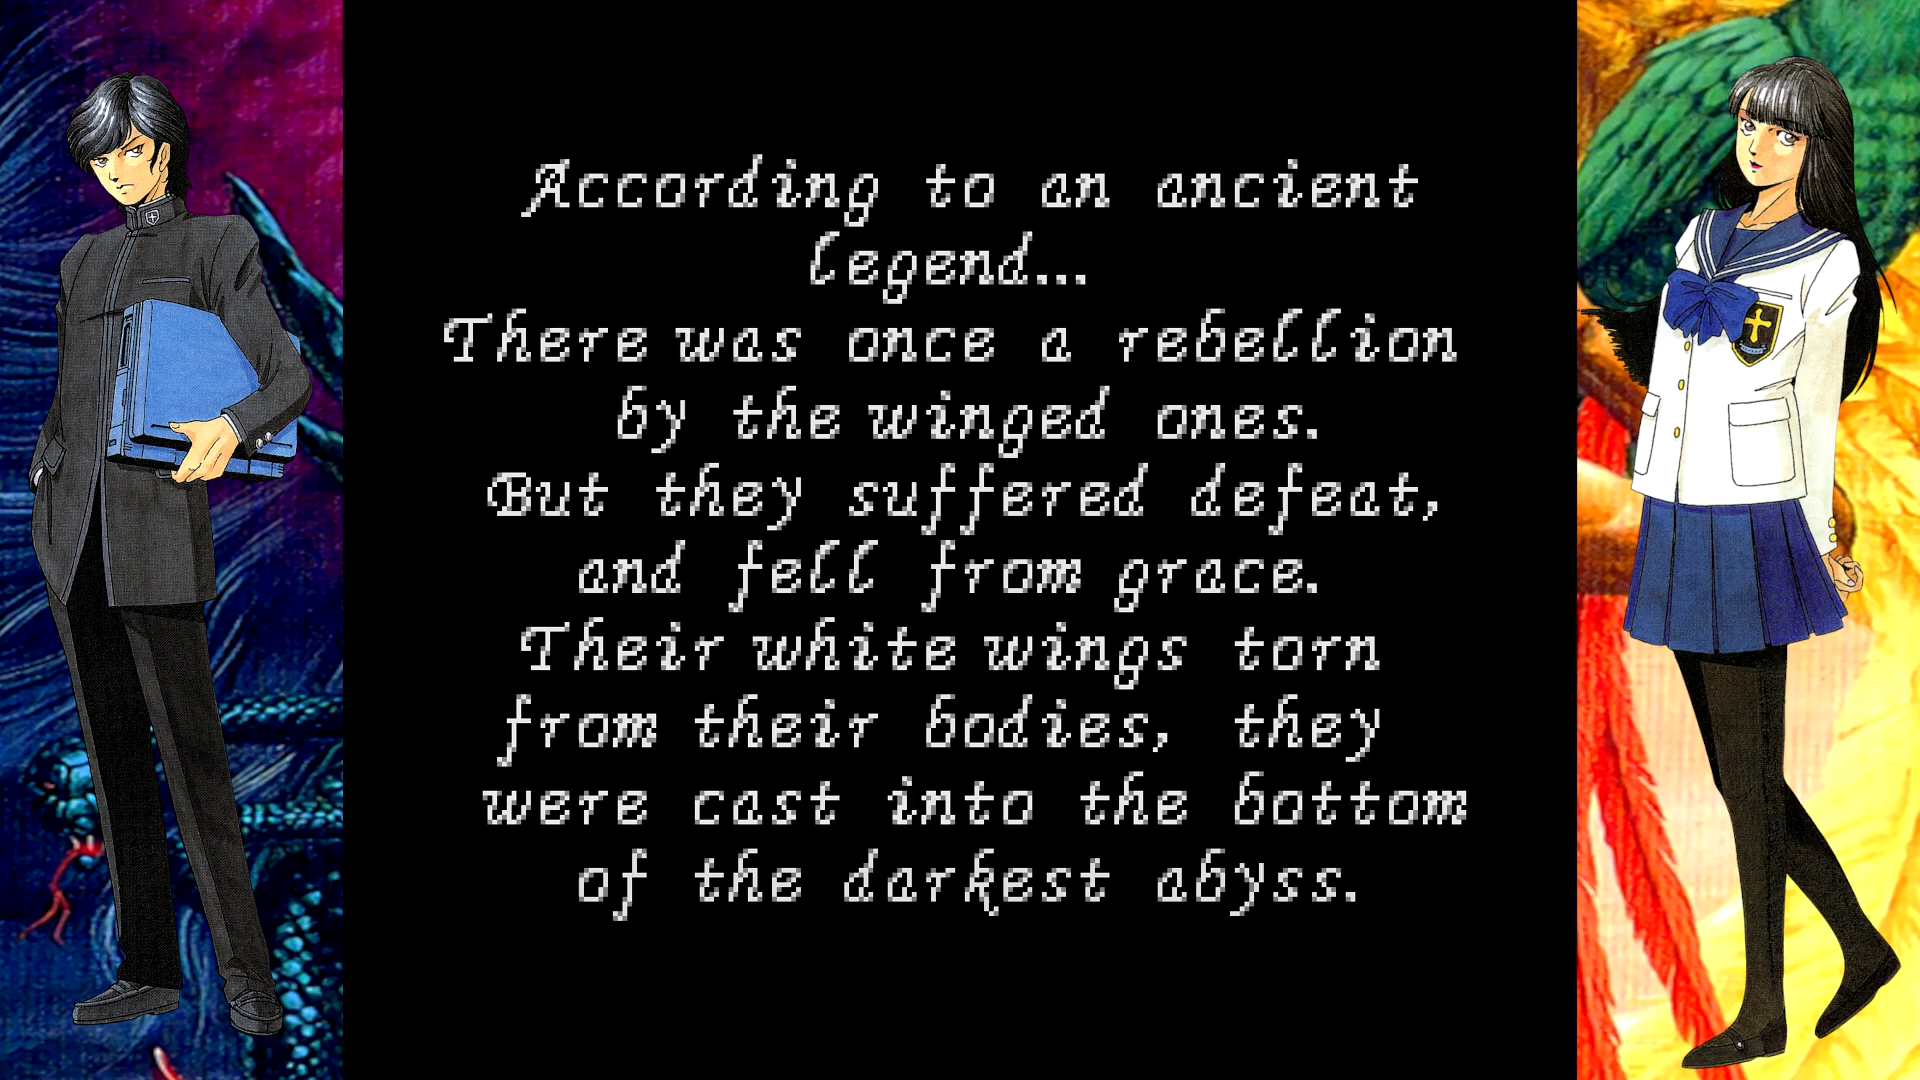 According to an ancient
legend...
There was once a rebellion
by the winged ones.
But they suffered defeat,
and fell from grace.
Their white wings torn
from their bodies, they
were cast into the bottom
of the darkest abyss.